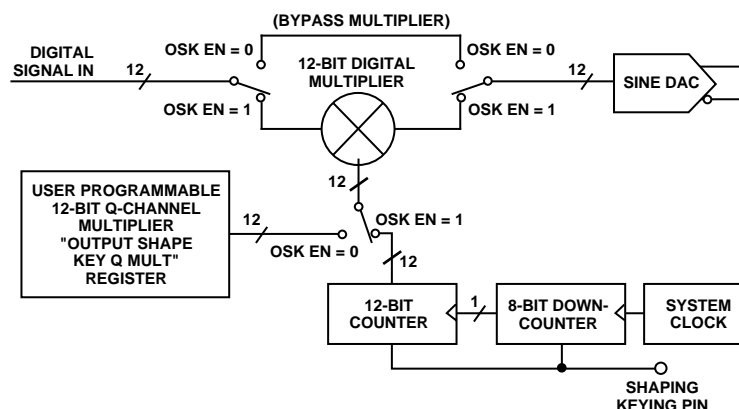 (BYPASS MULTIPLIER)
DIGITAL
SIGNAL IN
12
OSK EN = 0
OSK EN = 1
12-BIT DIGITAL
MULTIPLIER
OSK EN = 0
OSK EN = 1
12
SINE DAC
12
USER PROGRAMMABLE
12-BIT Q-CHANNEL
MULTIPLIER
"OUTPUT SHAPE
KEY Q MULT"
REGISTER
12
OSK EN = 0
OSK EN = 1
12
12-BIT
COUNTER
1
8-BIT DOWN-
COUNTER
SYSTEM
CLOCK
SHAPING
KEYING PIN